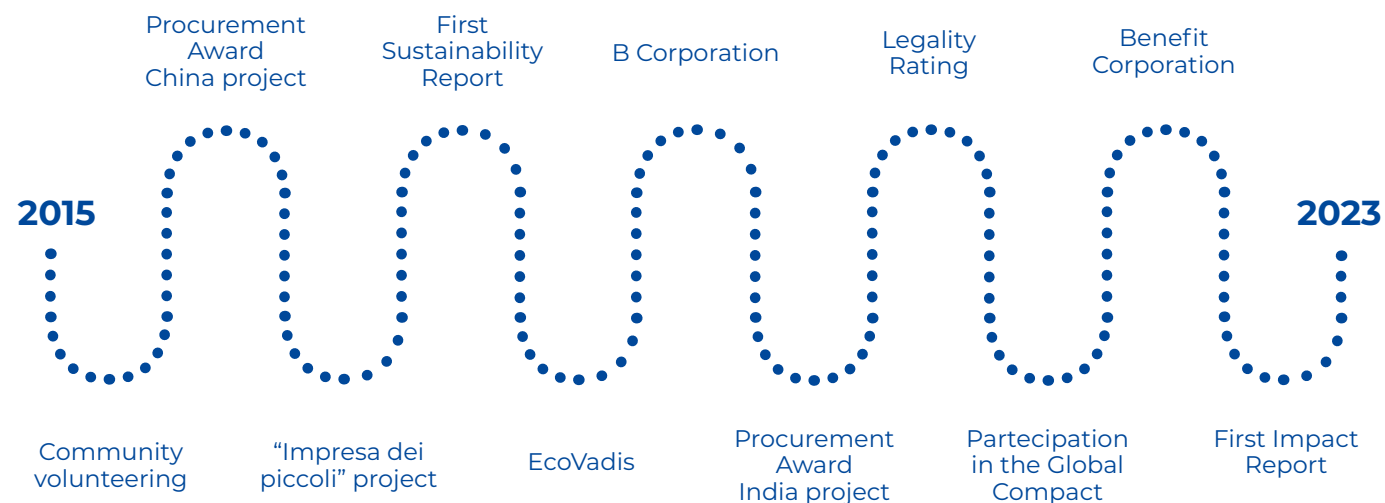 Procurement
Award
China project
First
Sustainability
Report
B Corporation
Legality
Rating
Benefit
Corporation
2015
2023
Community
volunteering
“Impresa dei
piccoli” project
EcoVadis
Procurement
Award
India project
Partecipation
in the Global
Compact
First Impact
Report